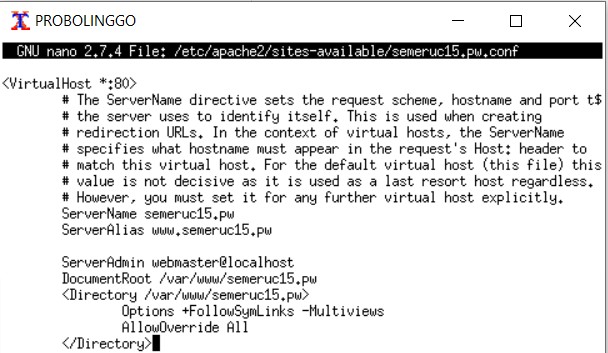 PROBOLINGGO
GNU nano 2.7.4 File: /etc/apache2/sites-available/semeruc15.pw.conf
<VirtualHost *:80>
# The ServerName directive sets the request scheme, hostname and port t$
# the server uses to identify itself. This is used when creating
# redirection URLs. In the context of virtual hosts, the ServerName
# specifies what hostname must appear in the request's Host: header to
# match this virtual host. For the default virtual host (this file) this
# value is not decisive as it is used as a last resort host regardless.
# However, you must set it for any further virtual host explicitly.
ServerName semeruc15.pw
ServerAlias www.semeruc15.pw
ServerAdmin webmaster@localhost
DocumentRoot /var/www/semeruc15.pw
<Directory /var/www/semeruc15.pw>
Options +FollowSymLinks -Multiviews
AllowOverride All
</Directory>